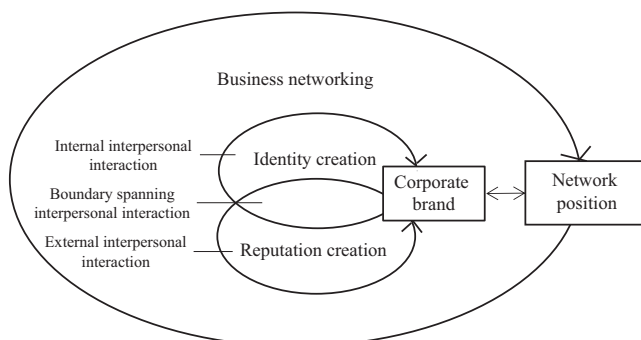 Business networking
Internal interpersonal
interaction
Identity creation
Boundary spanning
interpersonal interaction
External interpersonal
interaction
Reputation creation
Corporate
brand
Network
position